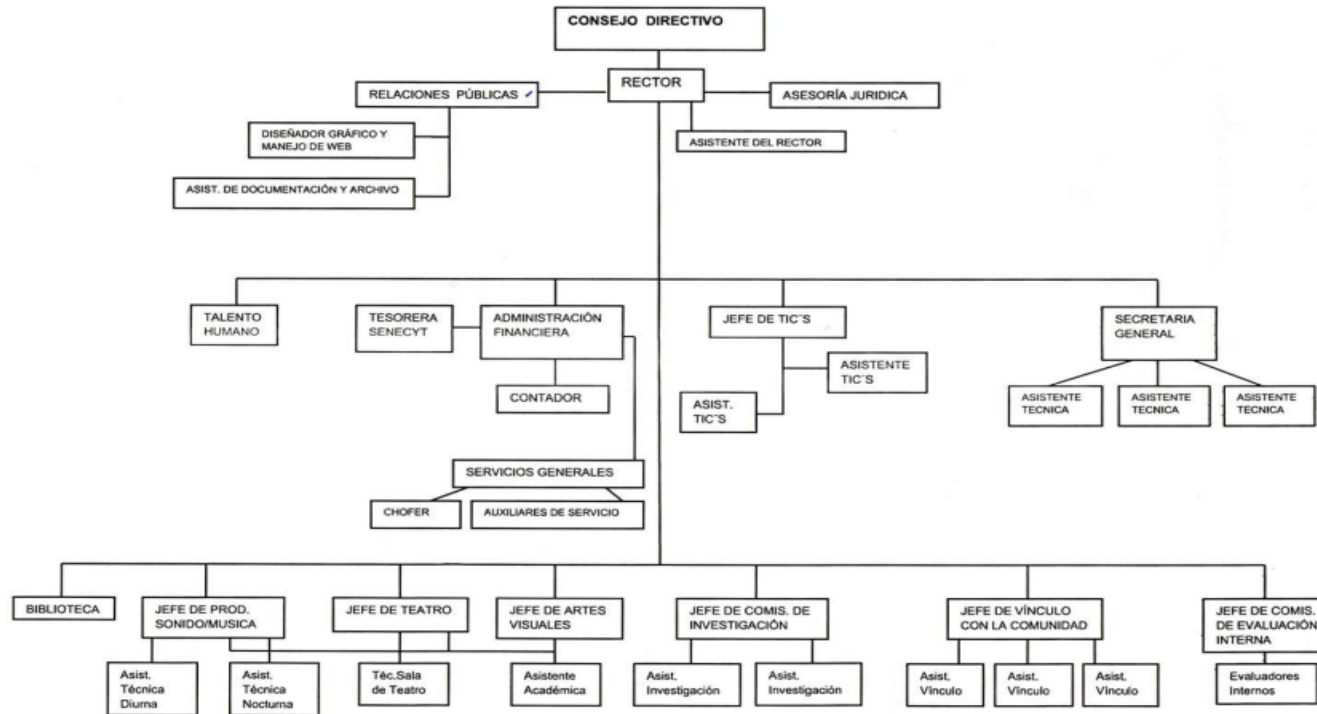 CONSEJO DIRECTIVO
RECTOR
RELACIONES PÚBLICAS
ASESORÍA JURIDICA
DISEÑADOR GRÁFICO Y
MANEJO DE WEB
ASISTENTE DEL RECTOR
ASIST. DE DOCUMENTACIÓN Y ARCHIVO
TALENTO
HUMANO
TESORERA
SENECYT
ADMINISTRACIÓN
FINANCIERA
JEFE DE TIC¨S
SECRETARIA
GENERAL
ASISTENTE
TIC¨S
CONTADOR
ASIST.
TIC¨S
ASISTENTE
TECNICA
ASISTENTE
TECNICA
ASISTENTE
TECNICA
SERVICIOS GENERALES
CHOFER
AUXILIARES DE SERVICIO
BIBLIOTECA
JEFE DE PROD.
SONIDO/MUSICA
JEFE DE TEATRO
JEFE DE ARTES
VISUALES
JEFE DE COMIS. DE
INVESTIGACIÓN
JEFE DE VÍNCULO
CON LA COMUNIDAD
JEFE DE COMIS.
DE EVALUACIÓN
INTERNA
Asist.
Técnica
Diurna
Asist.
Técnica
Nocturna
Téc.Sala
de Teatro
Asistente
Académica
Asist.
Investigación
Asist.
Investigación
Asist.
Vínculo
Asist.
Vínculo
Asist.
Vínculo
Evaluadores
Internos